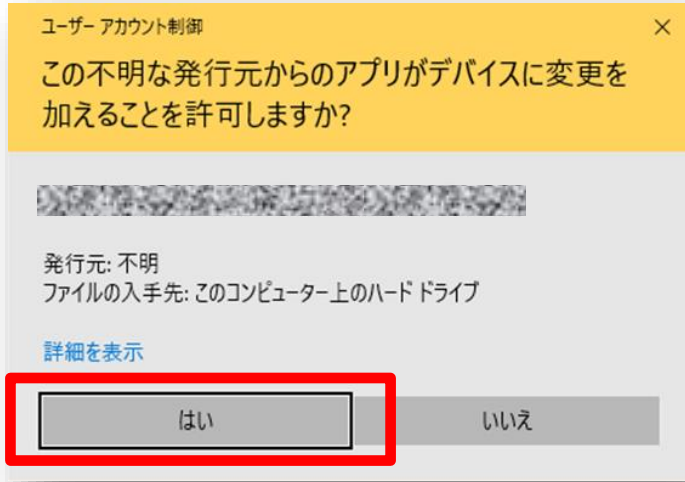 ユーザー アカウント制御
この不明な発行元からのアプリがデバイスに変更を
加えることを許可しますか?
発行元: 不明
ファイルの入手先: このコンピューター上のハード ドライブ
詳細を表示
はい
いいえ